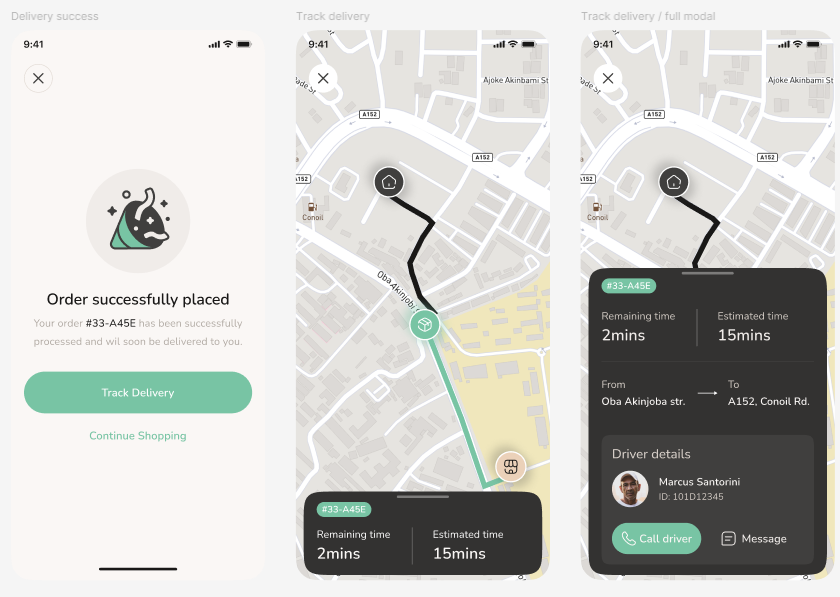 Delivery success
9:41
Order successfully placed
Your order #33-A45E has been successfully
processed and wil soon be delivered to you.
Track Delivery
Continue Shopping
Track delivery
9:41
Ajoke Akinbami St
A152
A152
A152
Conoil
Oba Akinjobi
#33-A45E
Remaining time
2mins
Estimated time
15mins
Track delivery / full modal
9:41
Ajoke Akinbami St
A152
A152
A152
Conoil
#33-A45E
Remaining time
2mins
Estimated time
15mins
From
Oba Akinjoba str.
To
A152, Conoil Rd.
Driver details
Marcus Santorini
ID: 101D12345
Call driver
Message